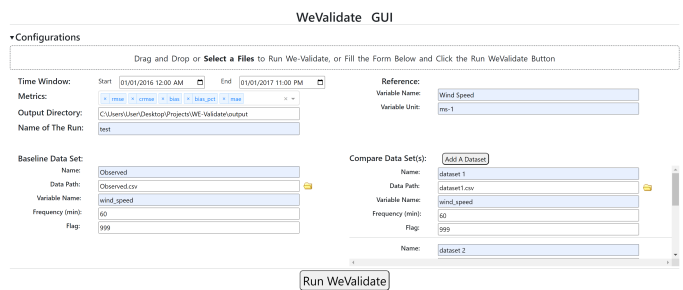 WeValidate GUI
▾Configurations
Drag and Drop or Select a Files to Run We-Validate, or Fill the Form Below and Click the Run WeValidate Button
Time Window: Start 01/01/2016 12:00 AM End 01/01/2017 11:00 PM
Metrics: × rmse × crmse × bias × bias_pct × mae ×
Output Directory: C:\Users\User\Desktop\Projects\WE-Validate\output
Name of The Run: test
Reference:
Variable Name: Wind Speed
Variable Unit: ms-1
Baseline Data Set:
Name: Observed
Data Path: Observed.csv
Variable Name: wind_speed
Frequency (min): 60
Flag: 999
Compare Data Set(s): Add A Dataset
Name: dataset 1
Data Path: dataset1.csv
Variable Name: wind_speed
Frequency (min): 60
Flag: 999
Name: dataset 2
Run WeValidate